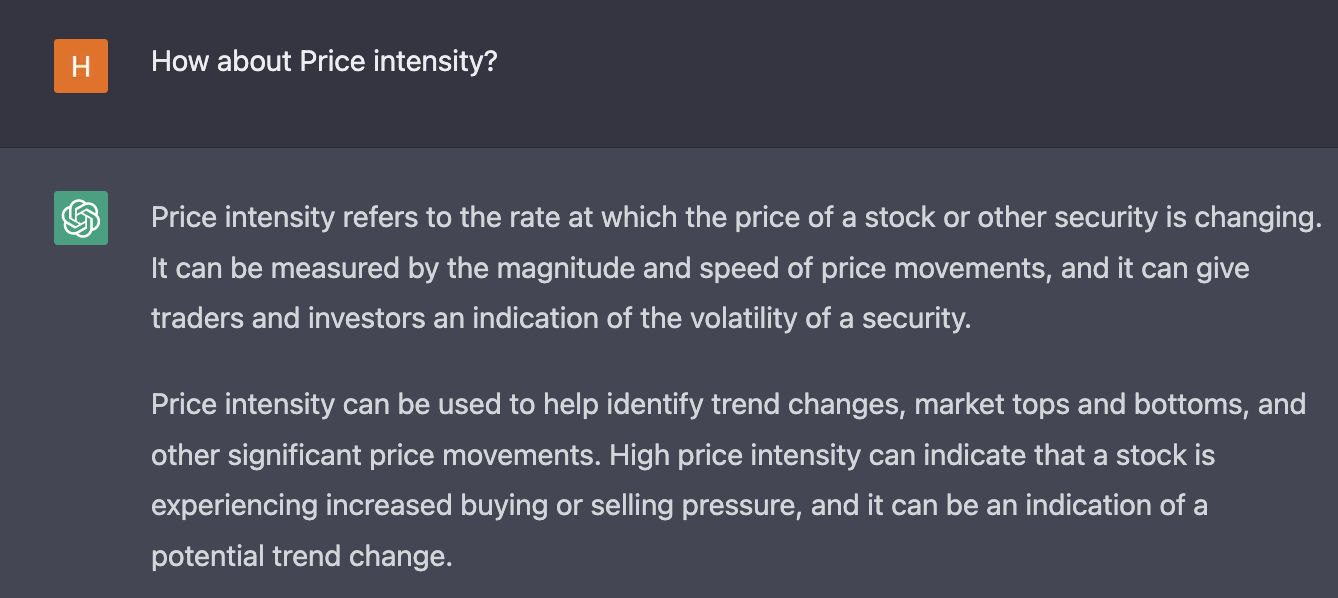 H
How about Price intensity?
Price intensity refers to the rate at which the price of a stock or other security is changing.
It can be measured by the magnitude and speed of price movements, and it can give
traders and investors an indication of the volatility of a security.
Price intensity can be used to help identify trend changes, market tops and bottoms, and
other significant price movements. High price intensity can indicate that a stock is
experiencing increased buying or selling pressure, and it can be an indication of a
potential trend change.